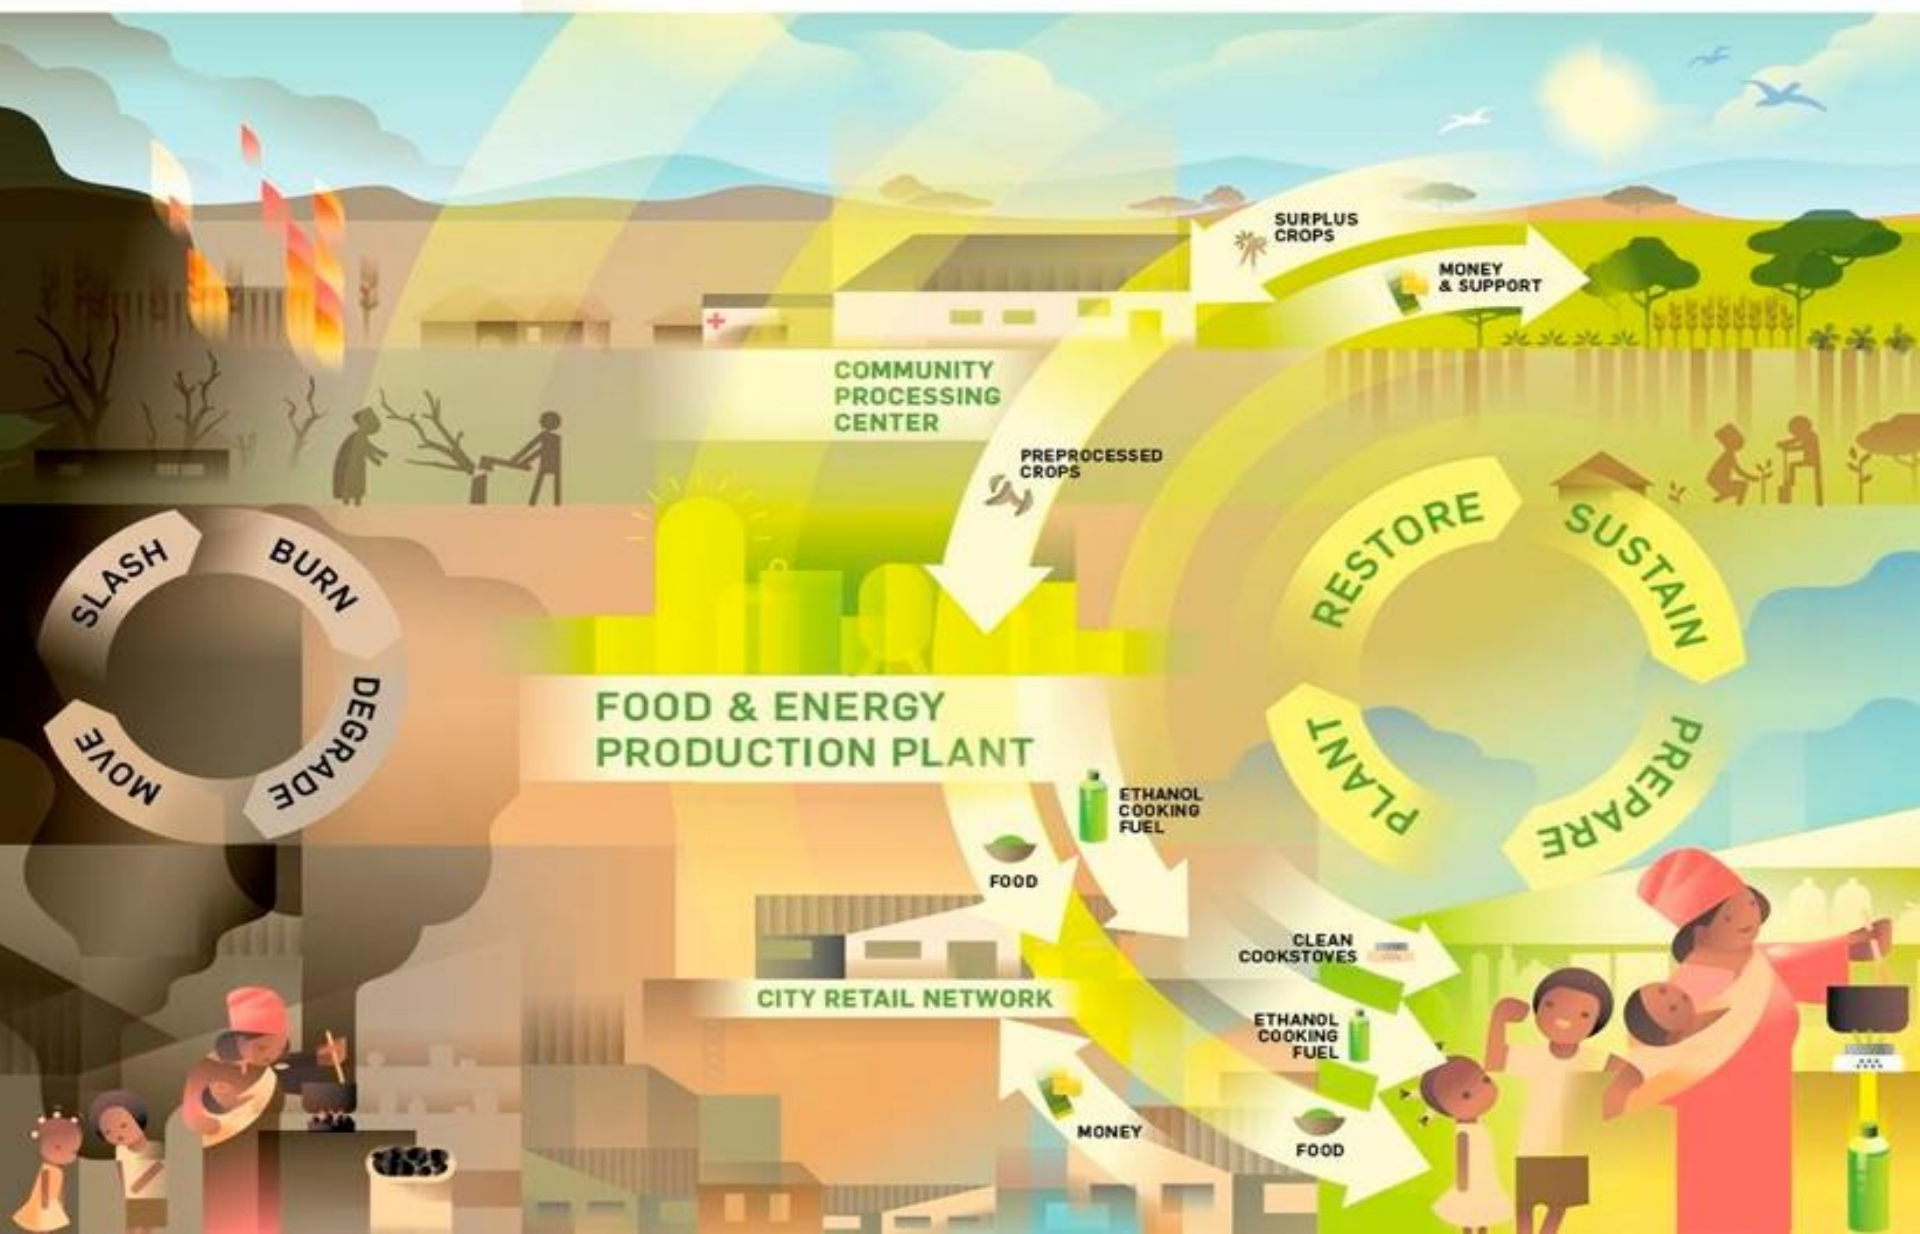 SURPLUS
CROPS
MONEY
& SUPPORT
COMMUNITY
PROCESSING
CENTER
PREPROCESSED
CROPS
SLASH
BURN
DEGRADE
MOVE
RESTORE
SUSTAIN
PREPARE
PLANT
FOOD & ENERGY
PRODUCTION PLANT
ETHANOL
COOKING
FUEL
FOOD
CLEAN
COOKSTOVES
CITY RETAIL NETWORK
ETHANOL
COOKING
FUEL
MONEY
FOOD